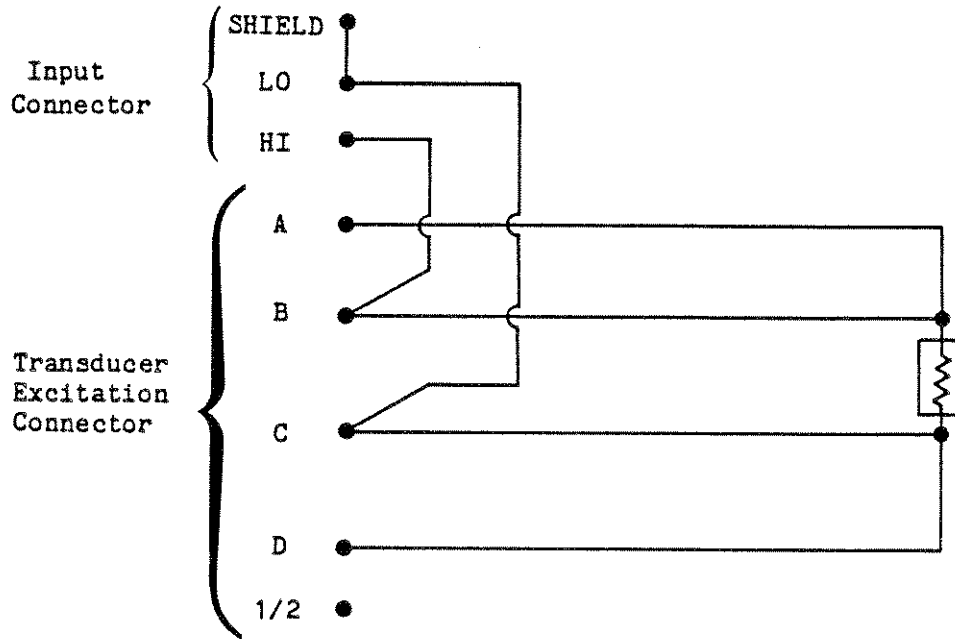 SHIELD
Input
Connector
LO
HI
A
B
Transducer
Excitation
Connector
C
D
1/2